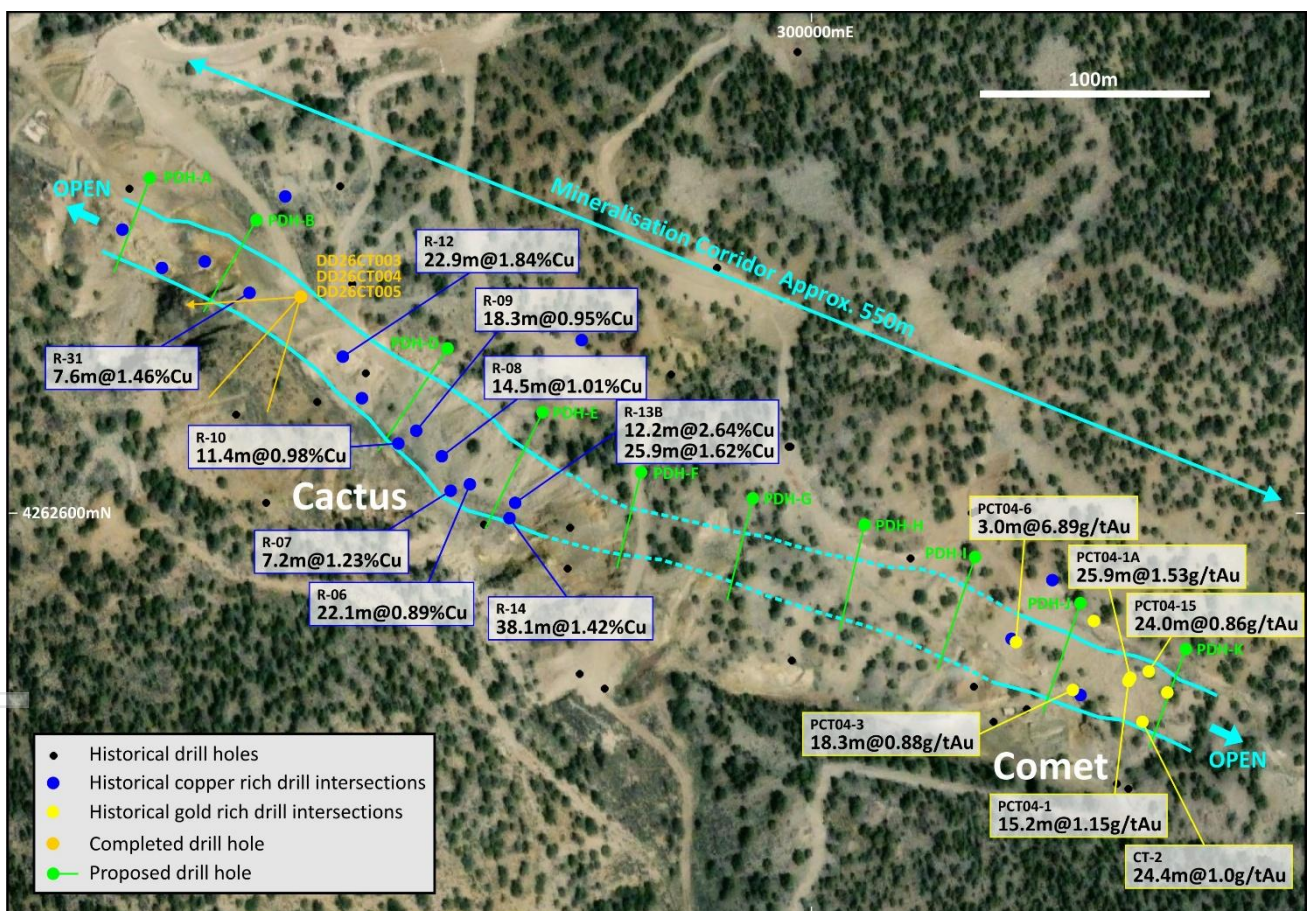 300000mE
100m
Mineralisation Corridor Approx. 550m
OPEN
PDH-A
PDH-B
DD26CT003
DD26CT004
DD26CT005
R-12
22.9m@1.84%Cu
R-09
18.3m@0.95%Cu
R-31
7.6m@1.46%Cu
PDH-D
R-08
14.5m@1.01%Cu
R-13B
12.2m@2.64%Cu
25.9m@1.62%Cu
PDH-E
R-10
11.4m@0.98%Cu
Cactus
PDH-F
PDH-G
4262600mN
PDH-H
PDH-I
PCT04-6
3.0m@6.89g/tAu
R-07
7.2m@1.23%Cu
PCT04-1A
25.9m@1.53g/tAu
R-06
22.1m@0.89%Cu
R-14
38.1m@1.42%Cu
PDH-J
PCT04-15
24.0m@0.86g/tAu
PDH-K
PCT04-3
18.3m@0.88g/tAu
Comet
OPEN
PCT04-1
15.2m@1.15g/tAu
CT-2
24.4m@1.0g/tAu
Historical drill holes
Historical copper rich drill intersections
Historical gold rich drill intersections
Completed drill hole
Proposed drill hole